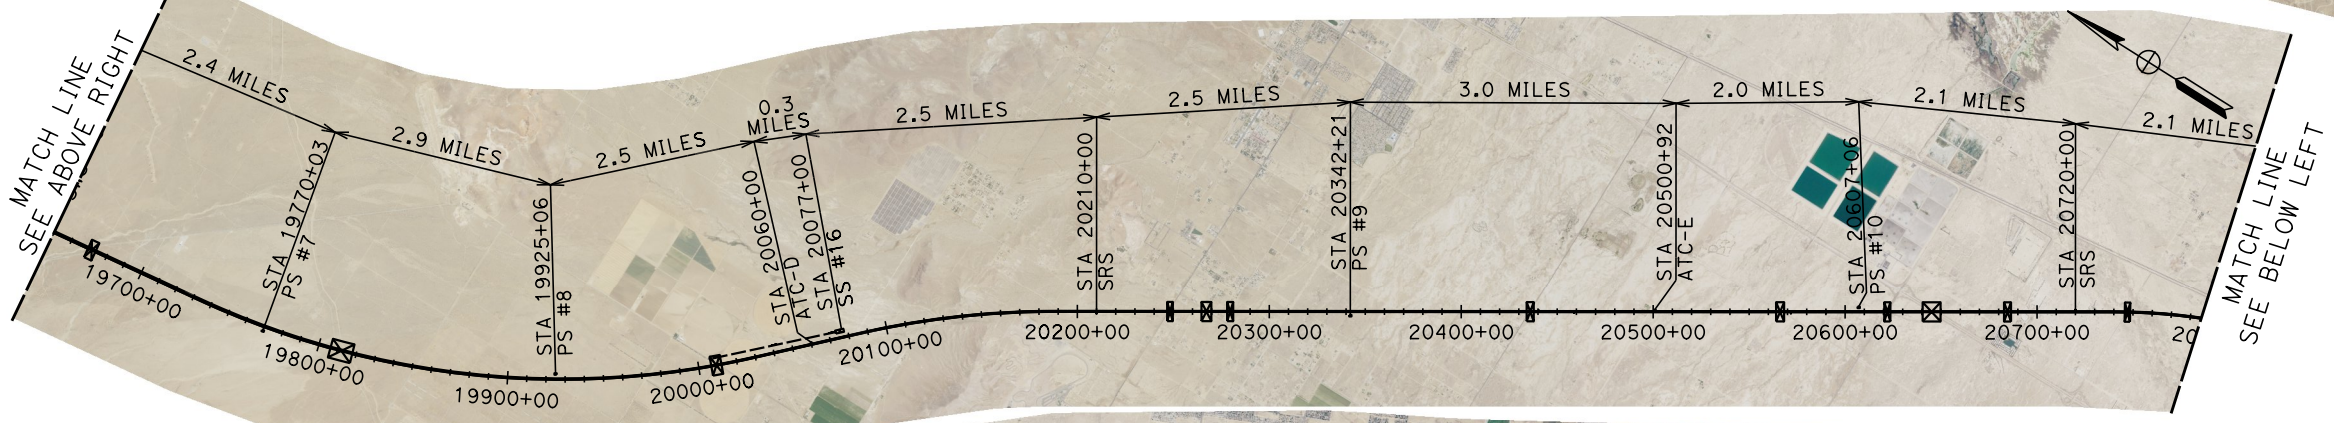 MATCH LINE
SEE ABOVE RIGHT
2.4 MILES
2.9 MILES
2.5 MILES
0.3
MILES
2.5 MILES
2.5 MILES
3.0 MILES
2.0 MILES
2.1 MILES
2.1 MILES
STA 19770+03
PS #7
STA 19925+06
PS #8
STA 20060+00
ATC-D
STA 20077+00
SS #16
STA 20210+00
SRS
STA 20342+21
PS #9
STA 20500+92
ATC-E
STA 20607+06
PS #10
STA 20720+00
SRS
19700+00
19800+00
19900+00
20000+00
20100+00
20200+00
20300+00
20400+00
20500+00
20600+00
20700+00
20
MATCH LINE
SEE BELOW LEFT